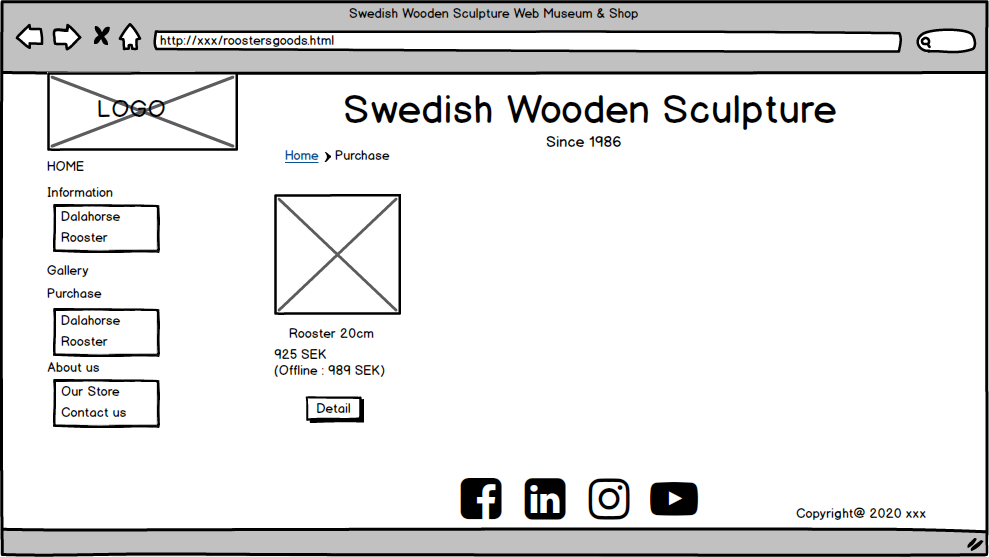 Swedish Wooden Sculpture Web Museum & Shop
http://xxx/roostersgoods.html
LOGO
Swedish Wooden Sculpture
Since 1986
Home > Purchase
HOME
Information
Dalahorse
Rooster
Gallery
Purchase
Dalahorse
Rooster
About us
Our Store
Contact us
Rooster 20cm
925 SEK
(Offline : 989 SEK)
Detail
Copyright@ 2020 xxx